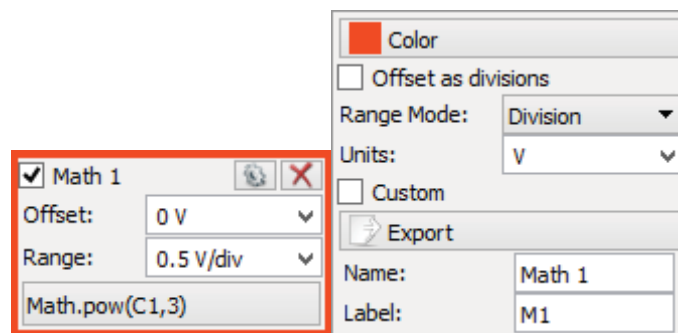 Math 1
Offset: 0 V
Range: 0.5 V/div
Math.pow(C1,3)
Color
Offset as divisions
Range Mode: Division
Units: V
Custom
Export
Name: Math 1
Label: M1